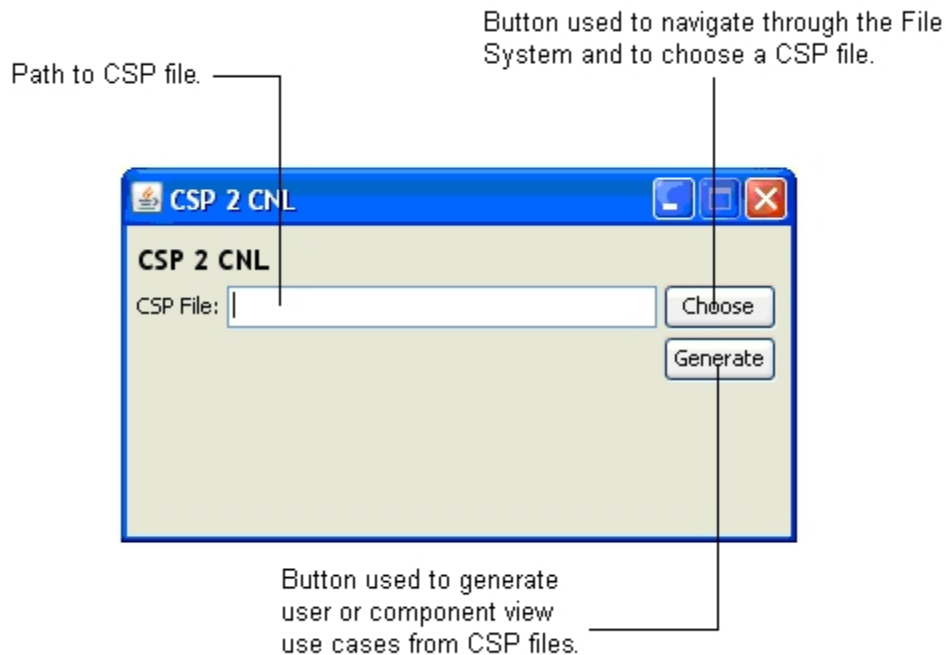 Button used to navigate through the File
System and to choose a CSP file.
Path to CSP file.
CSP 2 CNL
CSP 2 CNL
CSP File:
Choose
Generate
Button used to generate
user or component view
use cases from CSP files.